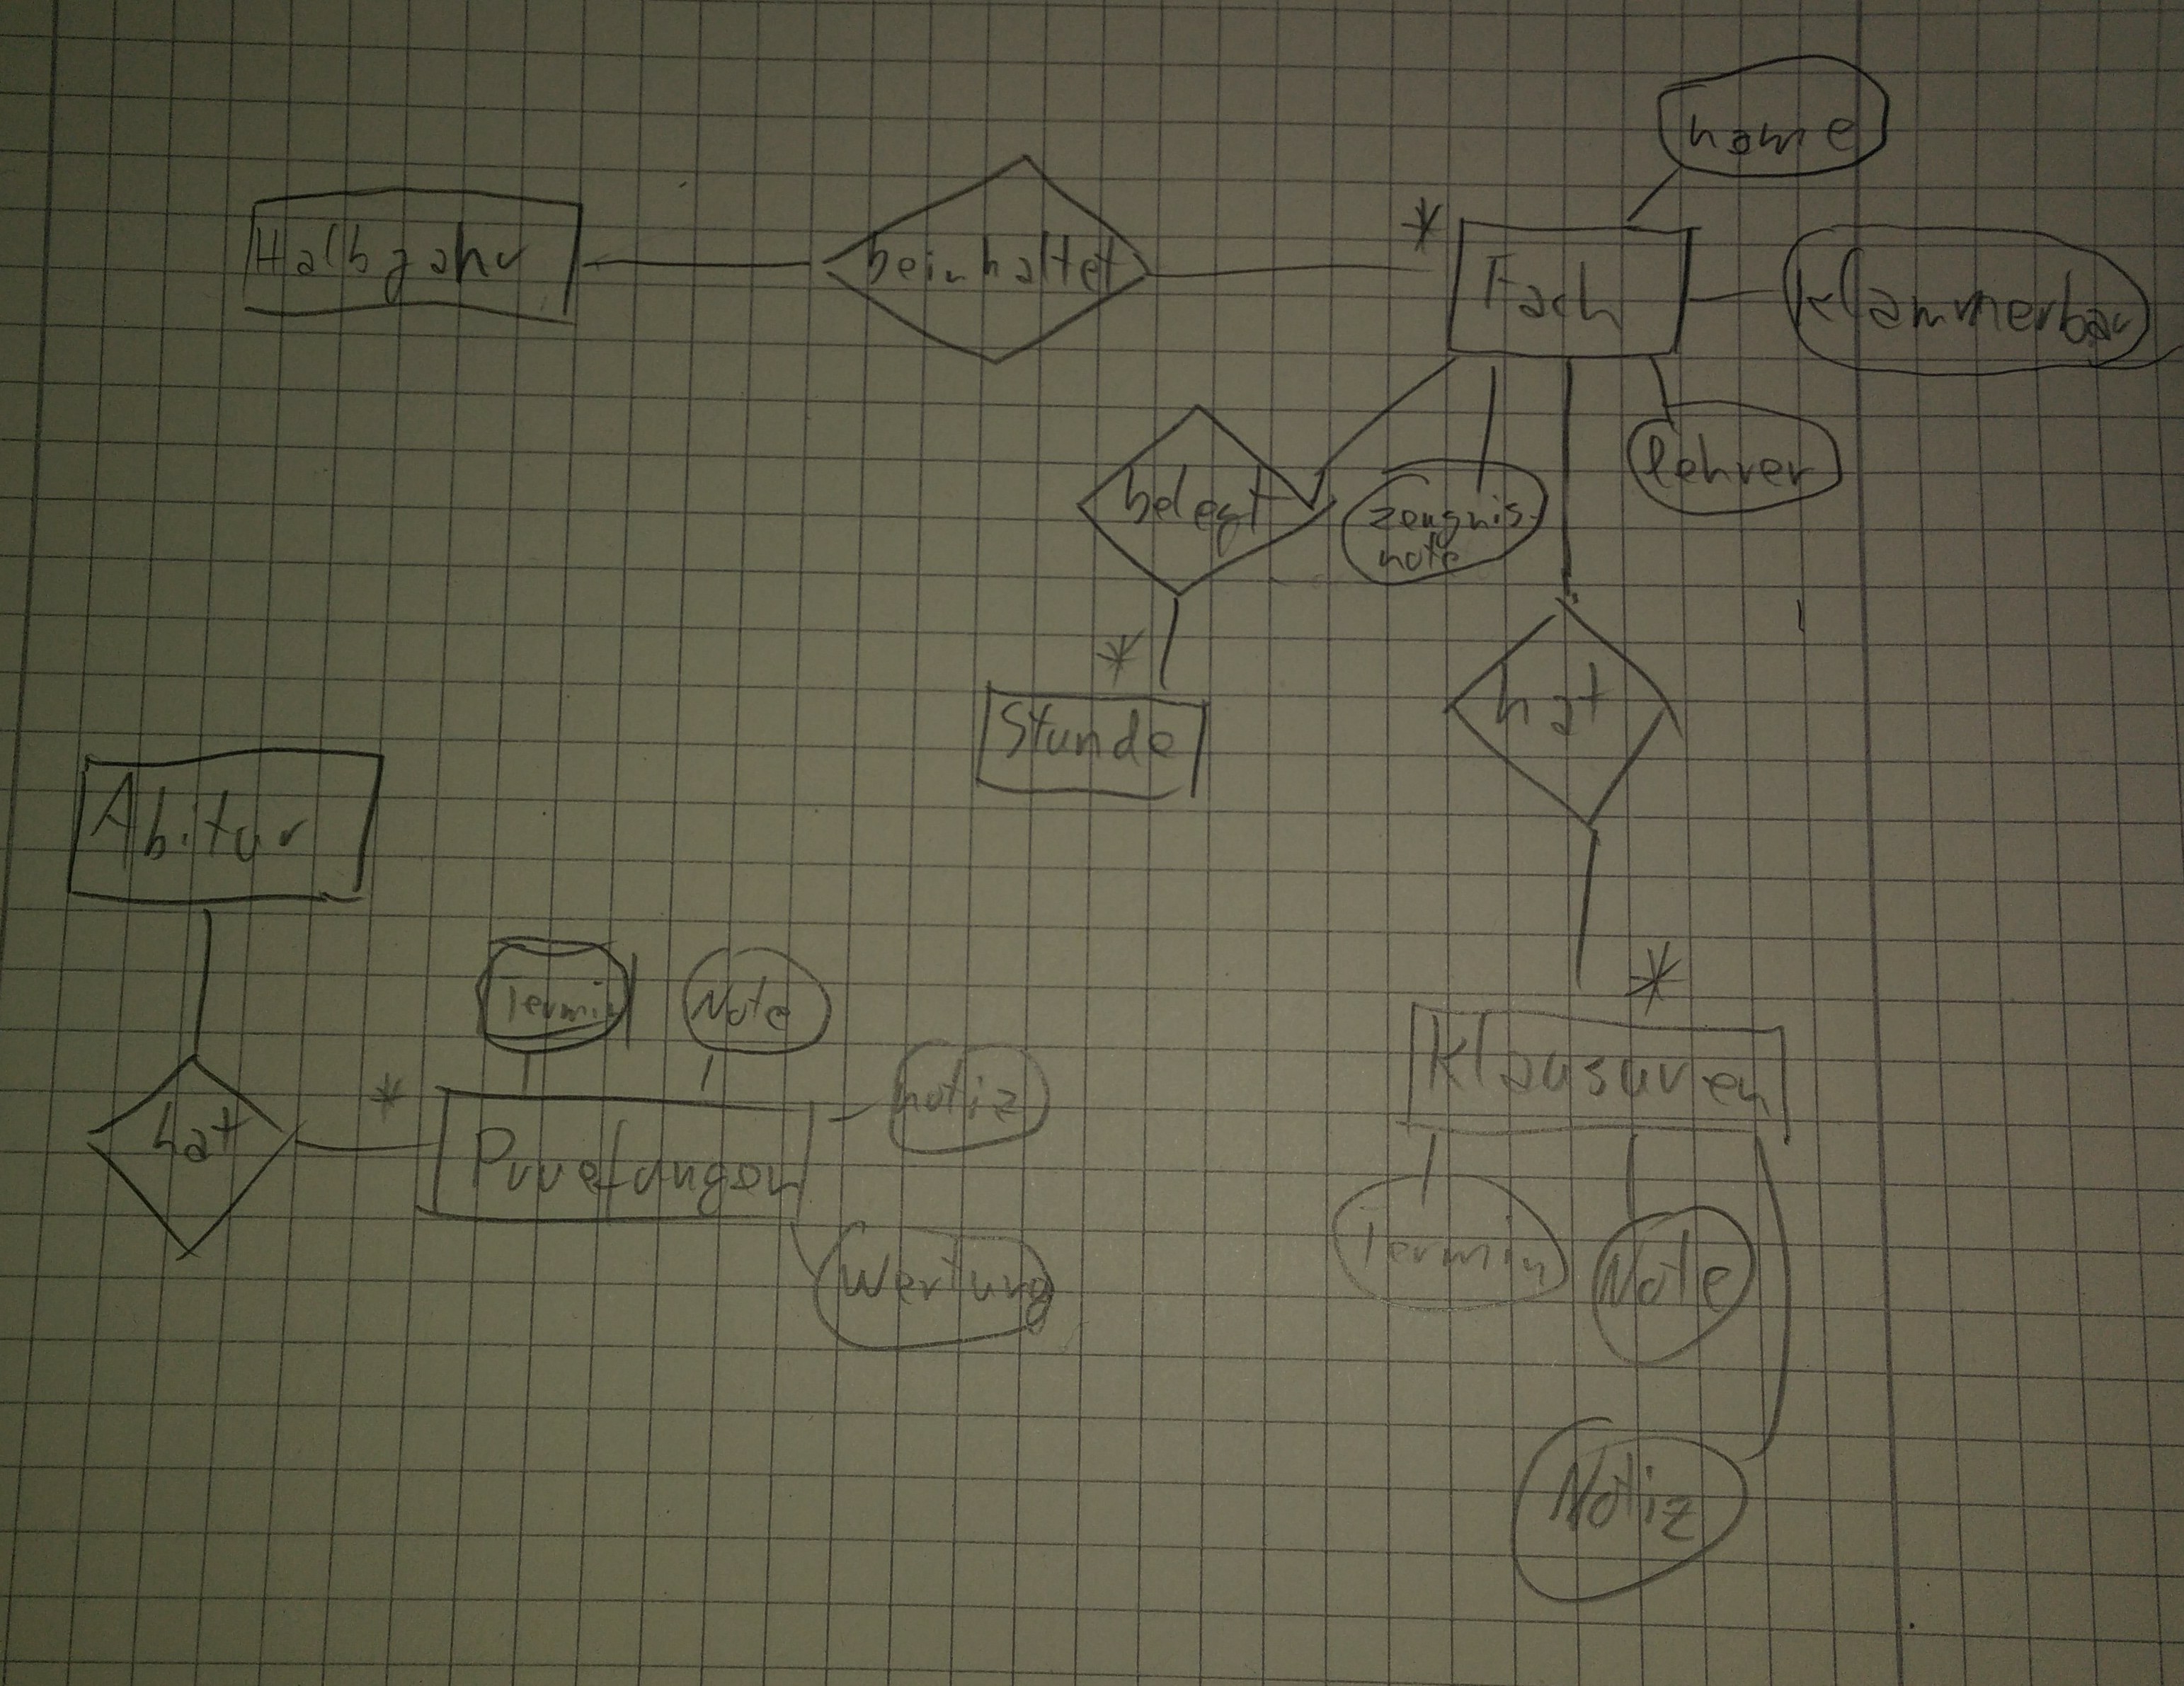 name
Halbjahr
beinhaltet
*
Fach
klammerbar
belegt
zeugnis-
note
lehrer
*
Stunde
hat
Abitur
Termin
Note
*
Klausuren
hat
*
Pruefungen
notiz
Wertung
Termin
Note
Notiz